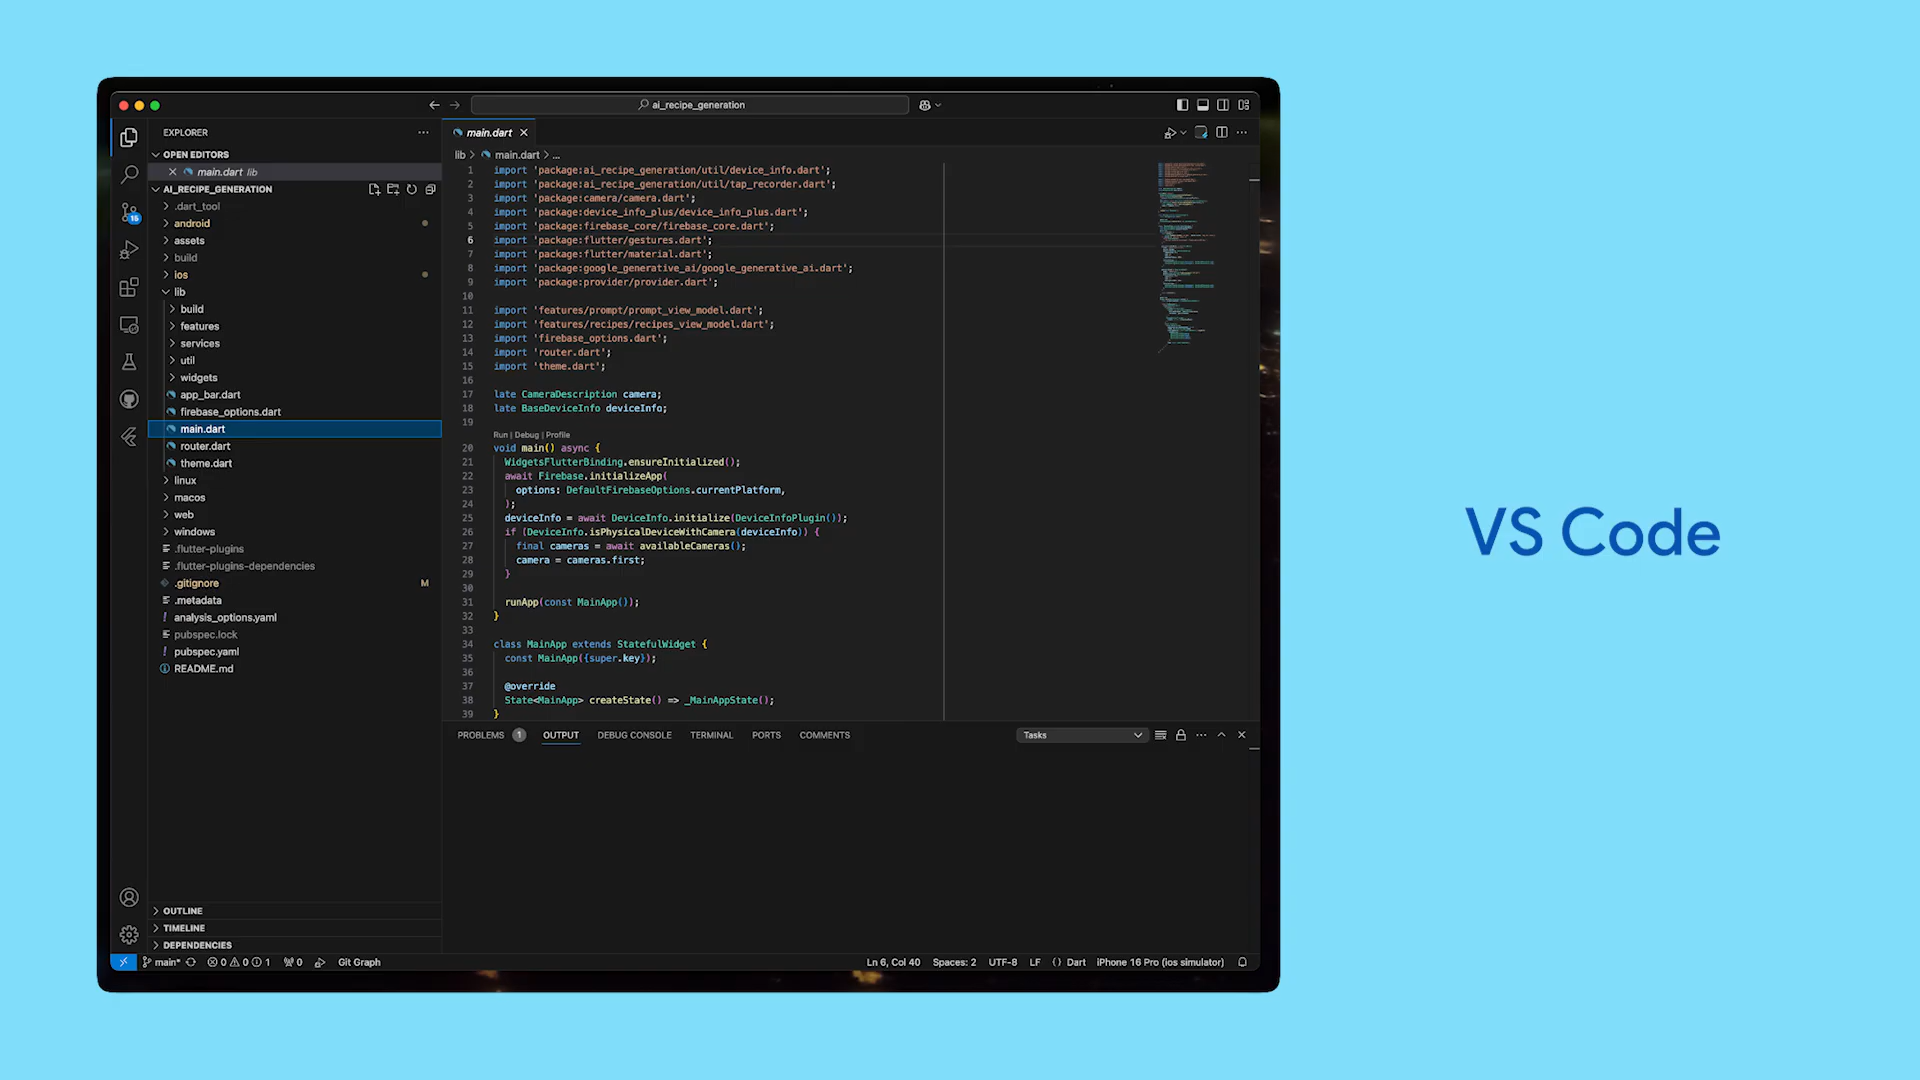 ai_recipe_generation
EXPLORER
OPEN EDITORS
main.dart lib
AI_RECIPE_GENERATION
.dart_tool
android
assets
build
ios
lib
build
features
services
util
widgets
app_bar.dart
firebase_options.dart
main.dart
router.dart
theme.dart
linux
macos
web
windows
.flutter-plugins
.flutter-plugins-dependencies
.gitignore M
.metadata
analysis_options.yaml
pubspec.lock
pubspec.yaml
README.md
OUTLINE
TIMELINE
DEPENDENCIES
15
main.dart
lib > main.dart > ...
1 import 'package:ai_recipe_generation/util/device_info.dart';
2 import 'package:ai_recipe_generation/util/tap_recorder.dart';
3 import 'package:camera/camera.dart';
4 import 'package:device_info_plus/device_info_plus.dart';
5 import 'package:firebase_core/firebase_core.dart';
6 import 'package:flutter/gestures.dart';
7 import 'package:flutter/material.dart';
8 import 'package:google_generative_ai/google_generative_ai.dart';
9 import 'package:provider/provider.dart';
10
11 import 'features/prompt/prompt_view_model.dart';
12 import 'features/recipes/recipes_view_model.dart';
13 import 'firebase_options.dart';
14 import 'router.dart';
15 import 'theme.dart';
16
17 late CameraDescription camera;
18 late BaseDeviceInfo deviceInfo;
19
Run | Debug | Profile
20 void main() async {
21 WidgetsFlutterBinding.ensureInitialized();
22 await Firebase.initializeApp(
23 options: DefaultFirebaseOptions.currentPlatform,
24 );
25 deviceInfo = await DeviceInfo.initialize(DeviceInfoPlugin());
26 if (DeviceInfo.isPhysicalDeviceWithCamera(deviceInfo)) {
27 final cameras = await availableCameras();
28 camera = cameras.first;
29 }
30
31 runApp(const MainApp());
32 }
33
34 class MainApp extends StatefulWidget {
35 const MainApp({super.key});
36
37 @override
38 State<MainApp> createState() => _MainAppState();
39 }
PROBLEMS 1 OUTPUT DEBUG CONSOLE TERMINAL PORTS COMMENTS Tasks
main* 0 0 1 0 Git Graph Ln 6, Col 40 Spaces: 2 UTF-8 LF {} Dart iPhone 16 Pro (ios simulator)
VS Code